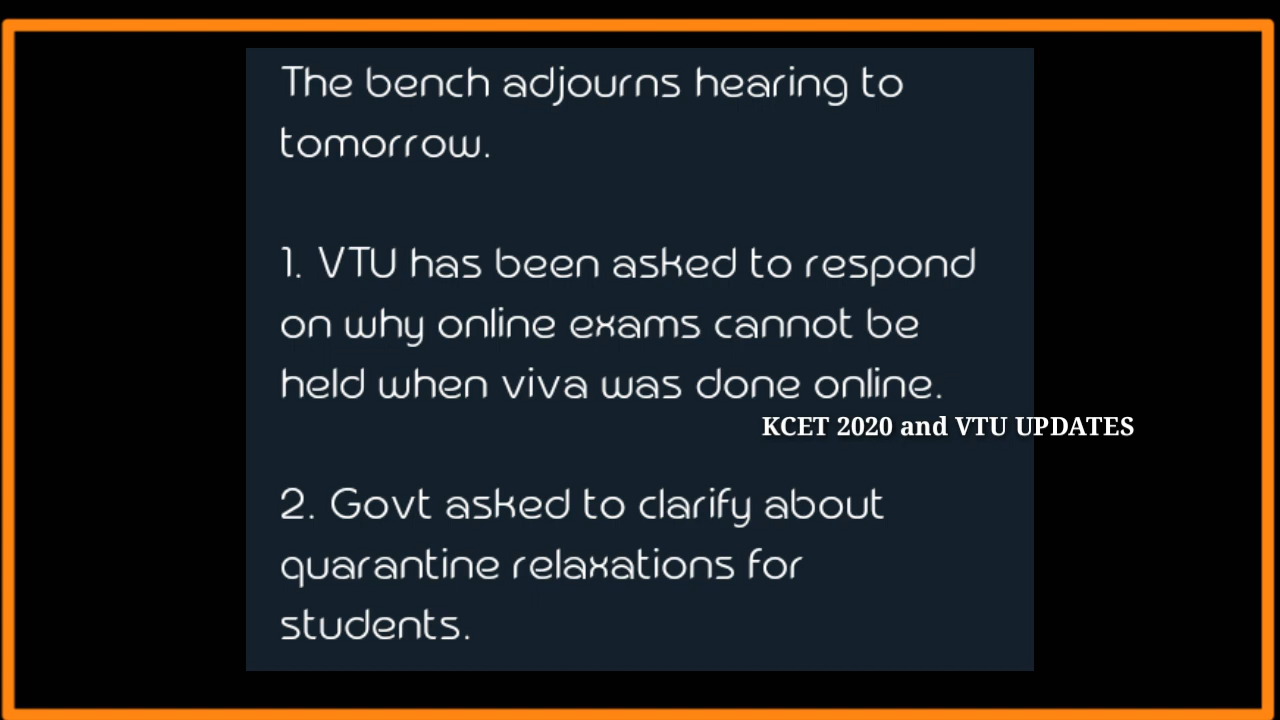 The bench adjourns hearing to
tomorrow.
1. VTU has been asked to respond
on why online exams cannot be
held when viva was done online.
KCET 2020 and VTU UPDATES
2. Govt asked to clarify about
quarantine relaxations for
students.